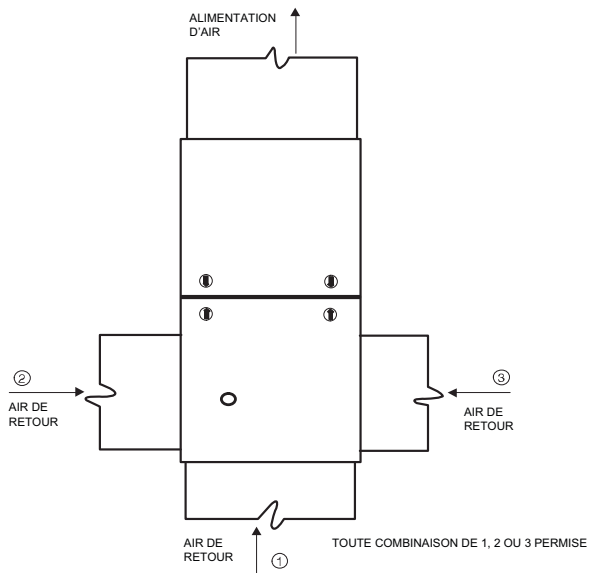 ALIMENTATION
D'AIR
②
AIR DE
RETOUR
③
AIR DE
RETOUR
AIR DE
RETOUR
①
TOUTE COMBINAISON DE 1, 2 OU 3 PERMISE